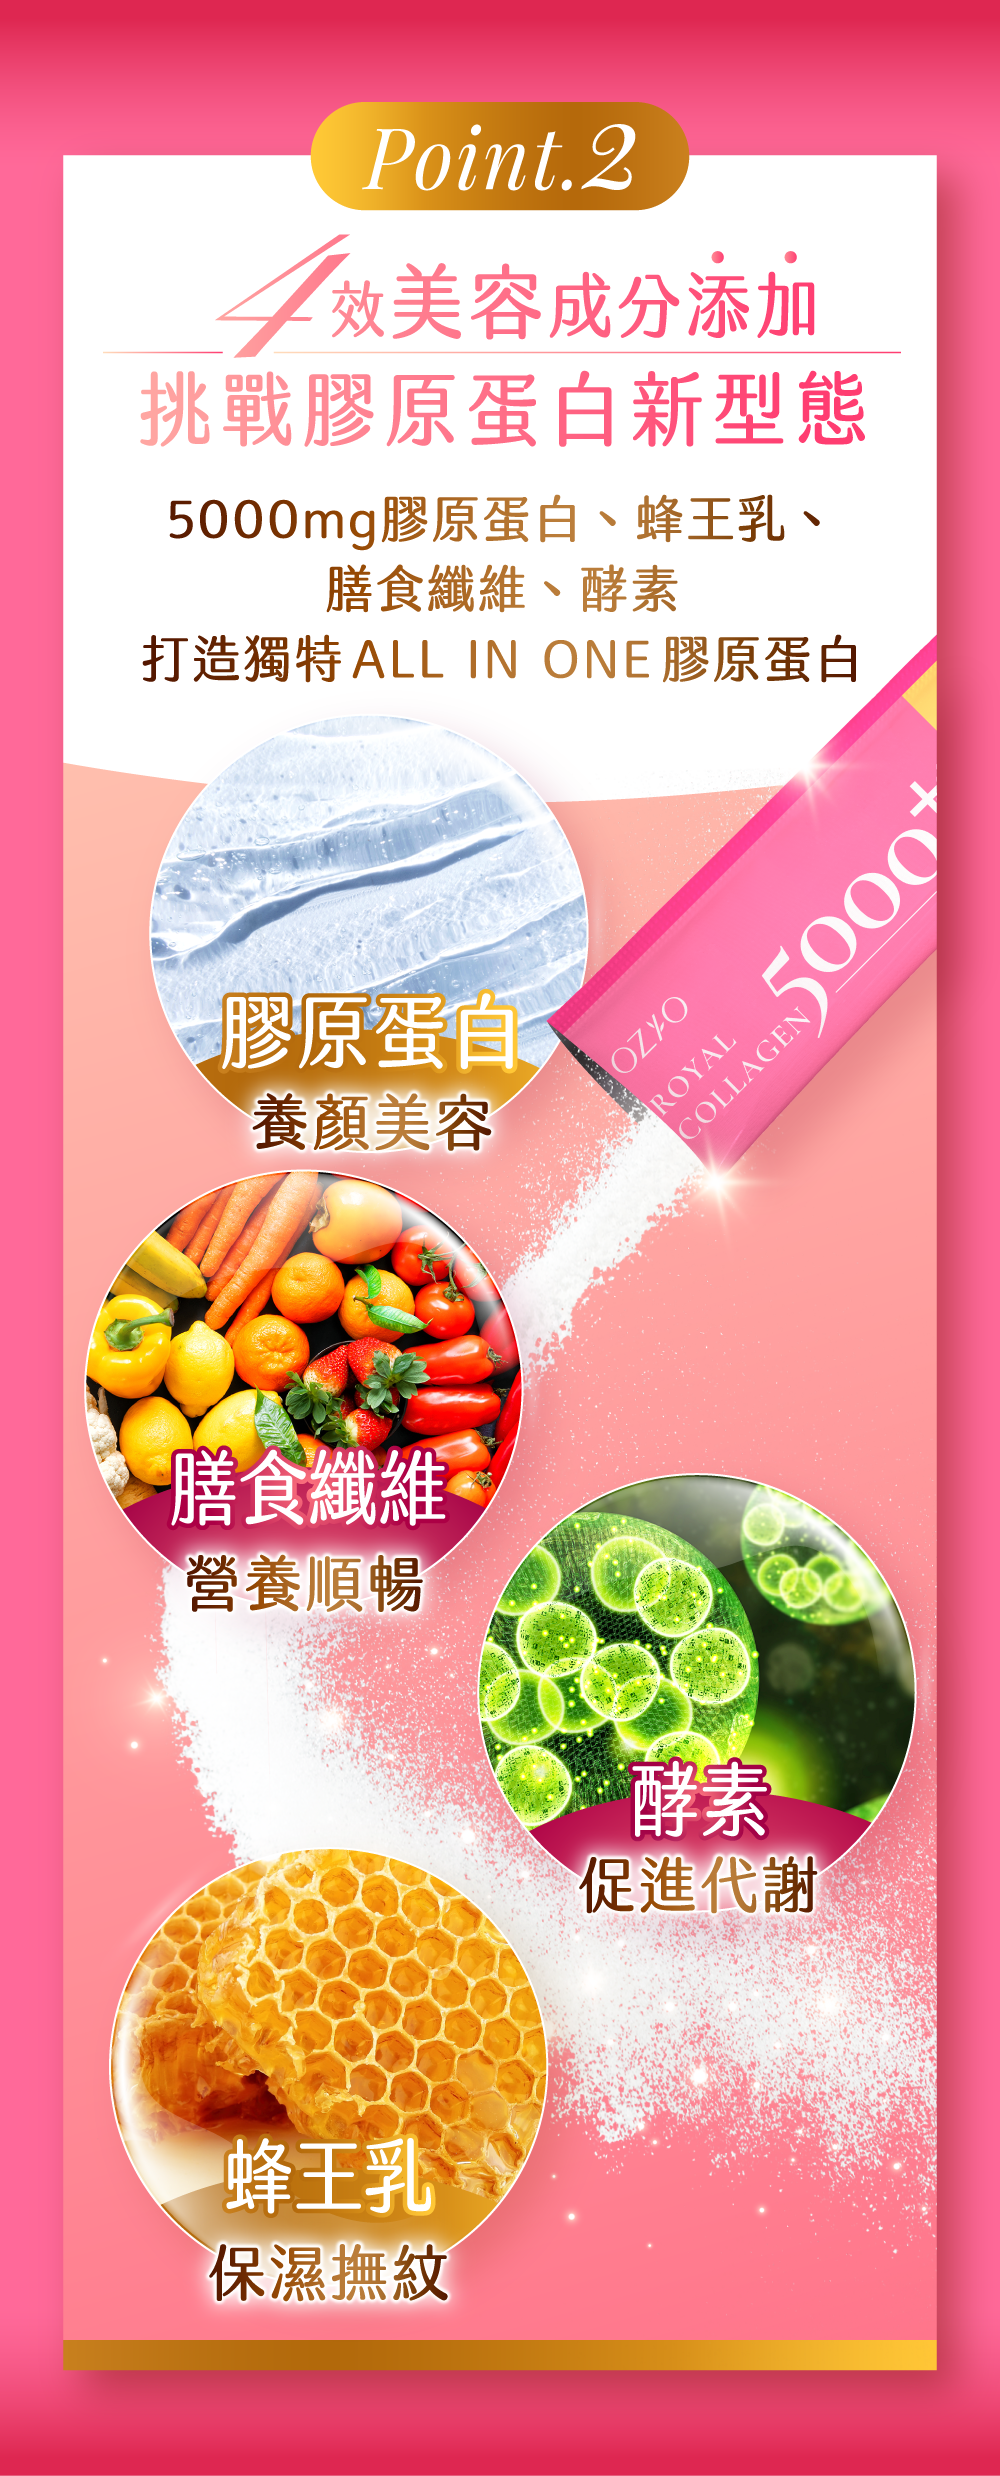 Point.2
4效美容成分添加
挑戰膠原蛋白新型態
5000mg膠原蛋白、蜂王乳、
膳食纖維、酵素
打造獨特ALL IN ONE膠原蛋白
OZIO
ROYAL
COLLAGEN
5000+
膠原蛋白
養顏美容
膳食纖維
營養順暢
酵素
促進代謝
蜂王乳
保濕撫紋